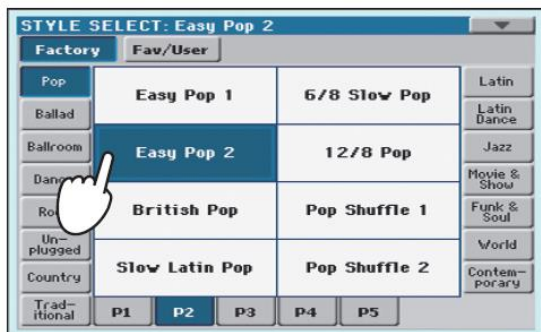 STYLE SELECT: Easy Pop 2
Factory Fav/User
Pop
Ballad
Ballroom
Dance
Un-
plugged
Country
Trad-
itional
Easy Pop 1 6/8 Slow Pop
Easy Pop 2 12/8 Pop
British Pop Pop Shuffle 1
Slow Latin Pop Pop Shuffle 2
Latin
Latin
Dance
Jazz
Movie &
Show
Funk &
Soul
World
Contem-
porary
P1 P2 P3 P4 P5